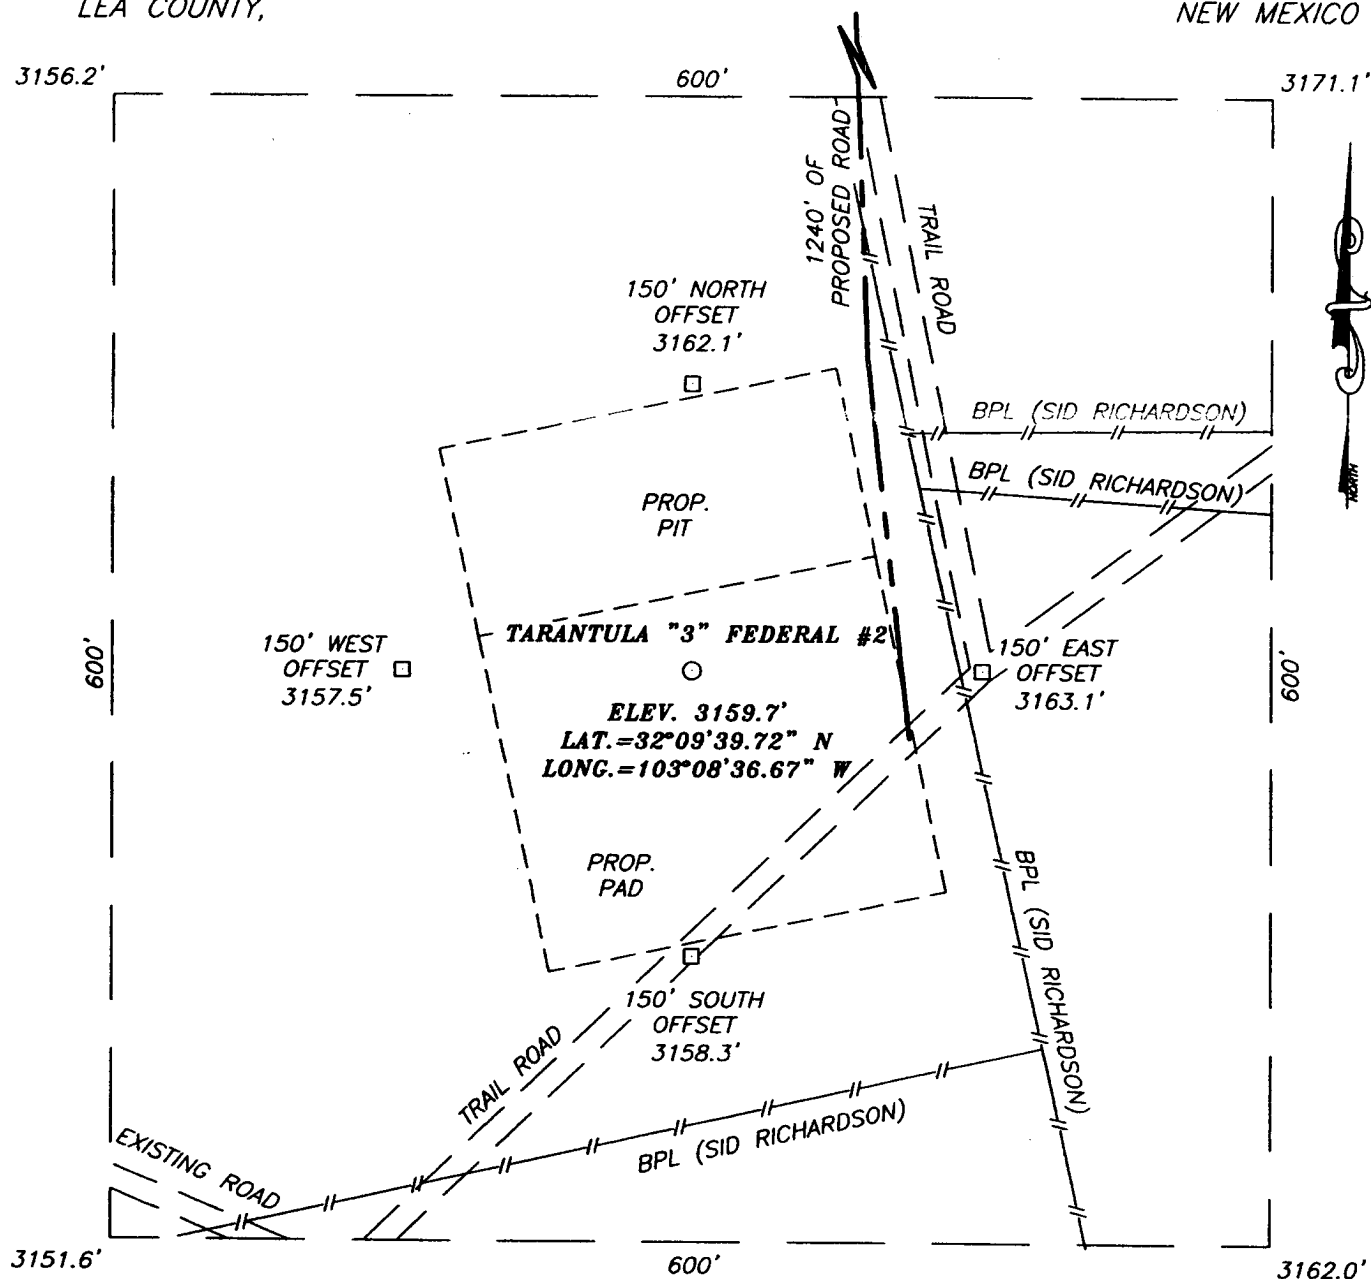 LEA COUNTY,
NEW MEXICO
3156.2'
600'
3171.1'
1240' OF
PROPOSED ROAD
TRAIL ROAD
150' NORTH
OFFSET
3162.1'
BPL (SID RICHARDSON)
BPL (SID RICHARDSON)
NORTH
PROP.
PIT
TARANTULA "3" FEDERAL #2
150' WEST
OFFSET
3157.5'
150' EAST
OFFSET
3163.1'
600'
600'
ELEV. 3159.7'
LAT.=32°09'39.72" N
LONG.=103°08'36.67" W
PROP.
PAD
BPL (SID RICHARDSON)
150' SOUTH
OFFSET
3158.3'
TRAIL ROAD
BPL (SID RICHARDSON)
EXISTING ROAD
3151.6'
600'
3162.0'